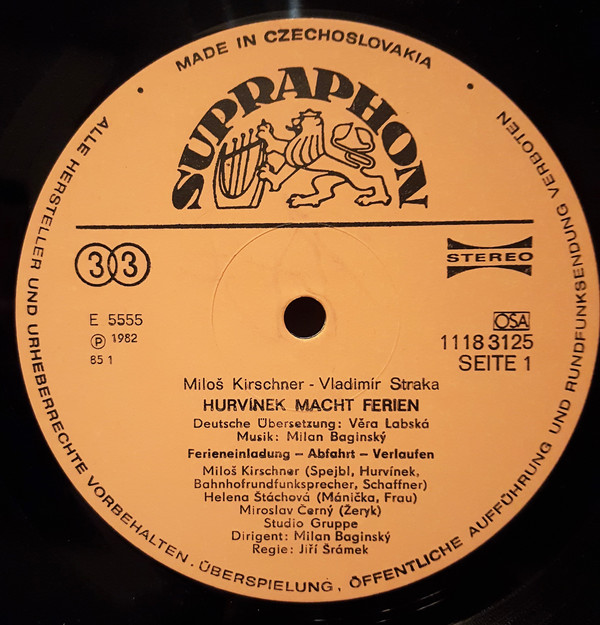 MADE IN CZECHOSLOVAKIA
SUPRAPHON
33
STEREO
E 5555
℗ 1982
85 1
OSA
1118 3125
SEITE 1
Miloš Kirschner - Vladimír Straka
HURVÍNEK MACHT FERIEN
Deutsche Übersetzung: Věra Labská
Musik: Milan Baginský
Ferieneinladung – Abfahrt – Verlaufen
Miloš Kirschner (Spejbl, Hurvínek,
Bahnhofrundfunksprecher, Schaffner)
Helena Štáchová (Mánička, Frau)
Miroslav Černý (Žeryk)
Studio Gruppe
Dirigent: Milan Baginský
Regie: Jiří Šrámek
ALLE HERSTELLER UND URHEBERRECHTE VORBEHALTEN. ÜBERSPIELUNG, ÖFFENTLICHE AUFFÜHRUNG UND RUNDFUNKSENDUNG VERBOTEN